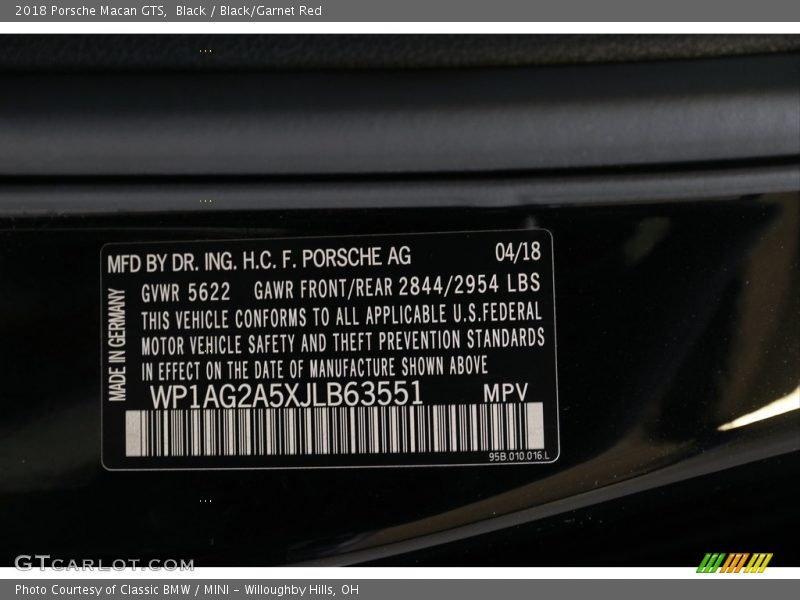 2018 Porsche Macan GTS, Black / Black/Garnet Red
MFD BY DR. ING. H.C. F. PORSCHE AG 04/18
GVWR 5622 GAWR FRONT/REAR 2844/2954 LBS
THIS VEHICLE CONFORMS TO ALL APPLICABLE U.S.FEDERAL
MOTOR VEHICLE SAFETY AND THEFT PREVENTION STANDARDS
IN EFFECT ON THE DATE OF MANUFACTURE SHOWN ABOVE
MADE IN GERMANY
WP1AG2A5XJLB63551 MPV
95B.010.016.L
GTCARLOT.COM
Photo Courtesy of Classic BMW / MINI - Willoughby Hills, OH